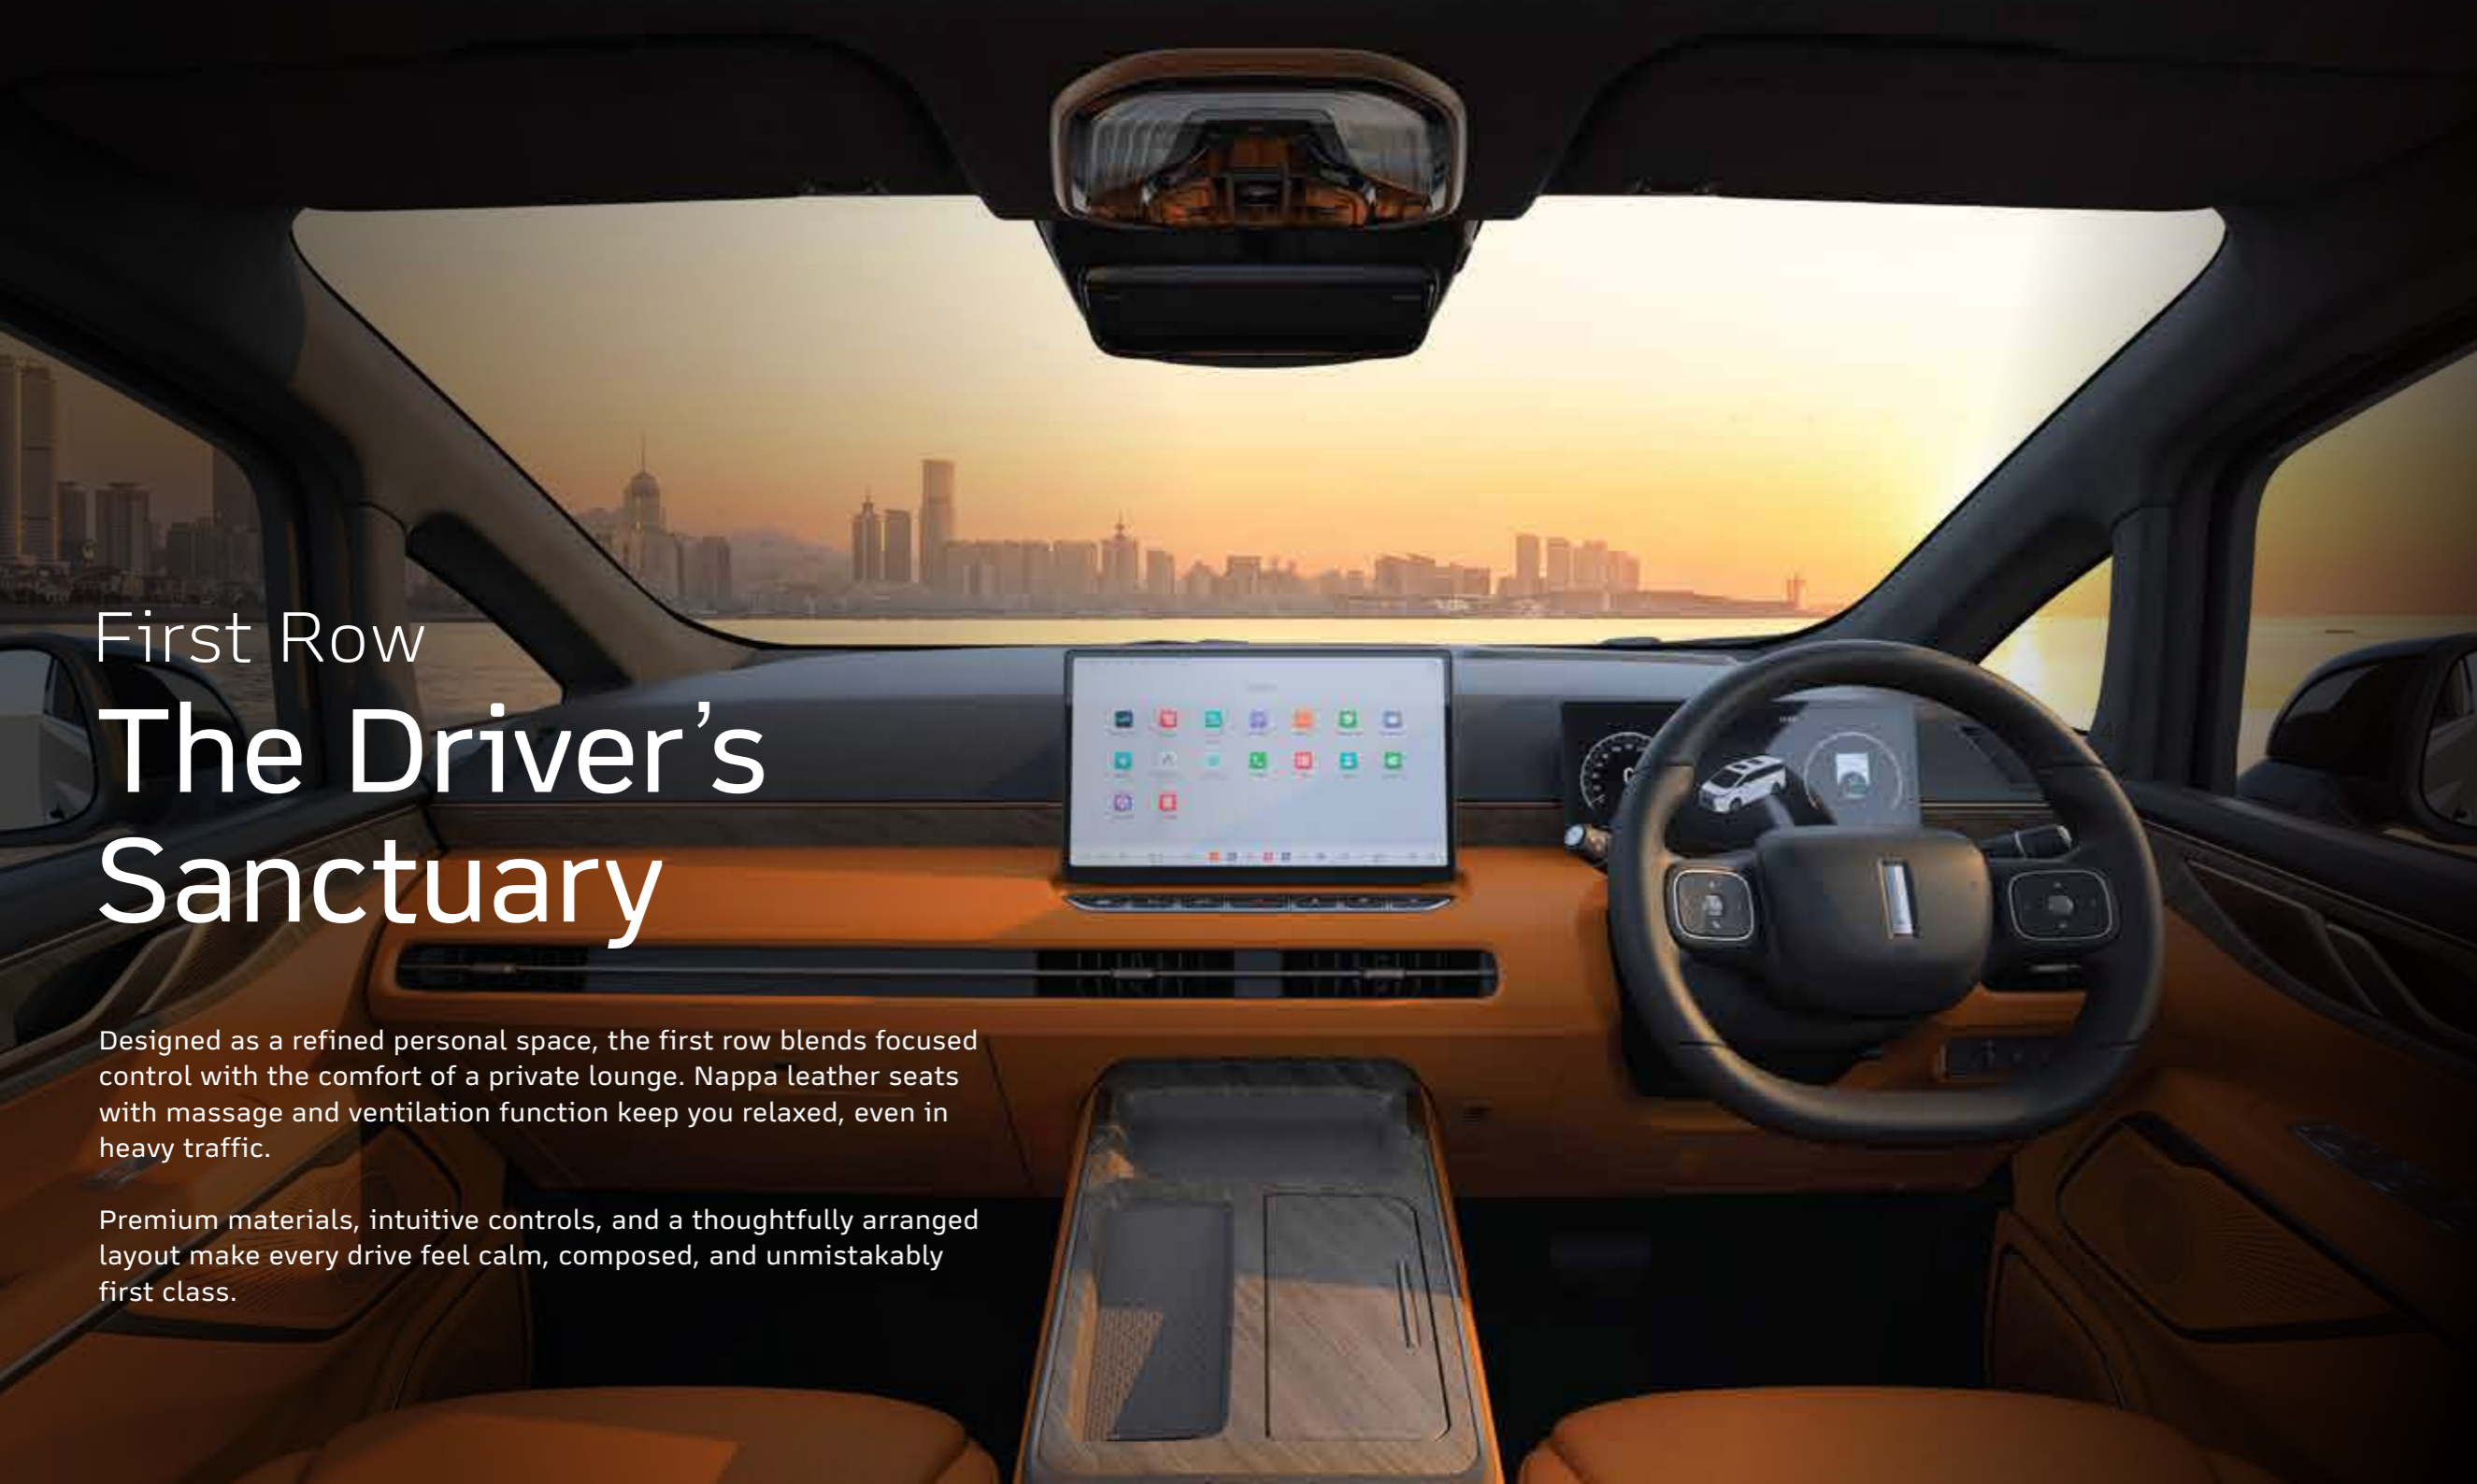 First Row
The Driver’s
Sanctuary
Designed as a refined personal space, the first row blends focused
control with the comfort of a private lounge. Nappa leather seats
with massage and ventilation function keep you relaxed, even in
heavy traffic.
Premium materials, intuitive controls, and a thoughtfully arranged
layout make every drive feel calm, composed, and unmistakably
first class.